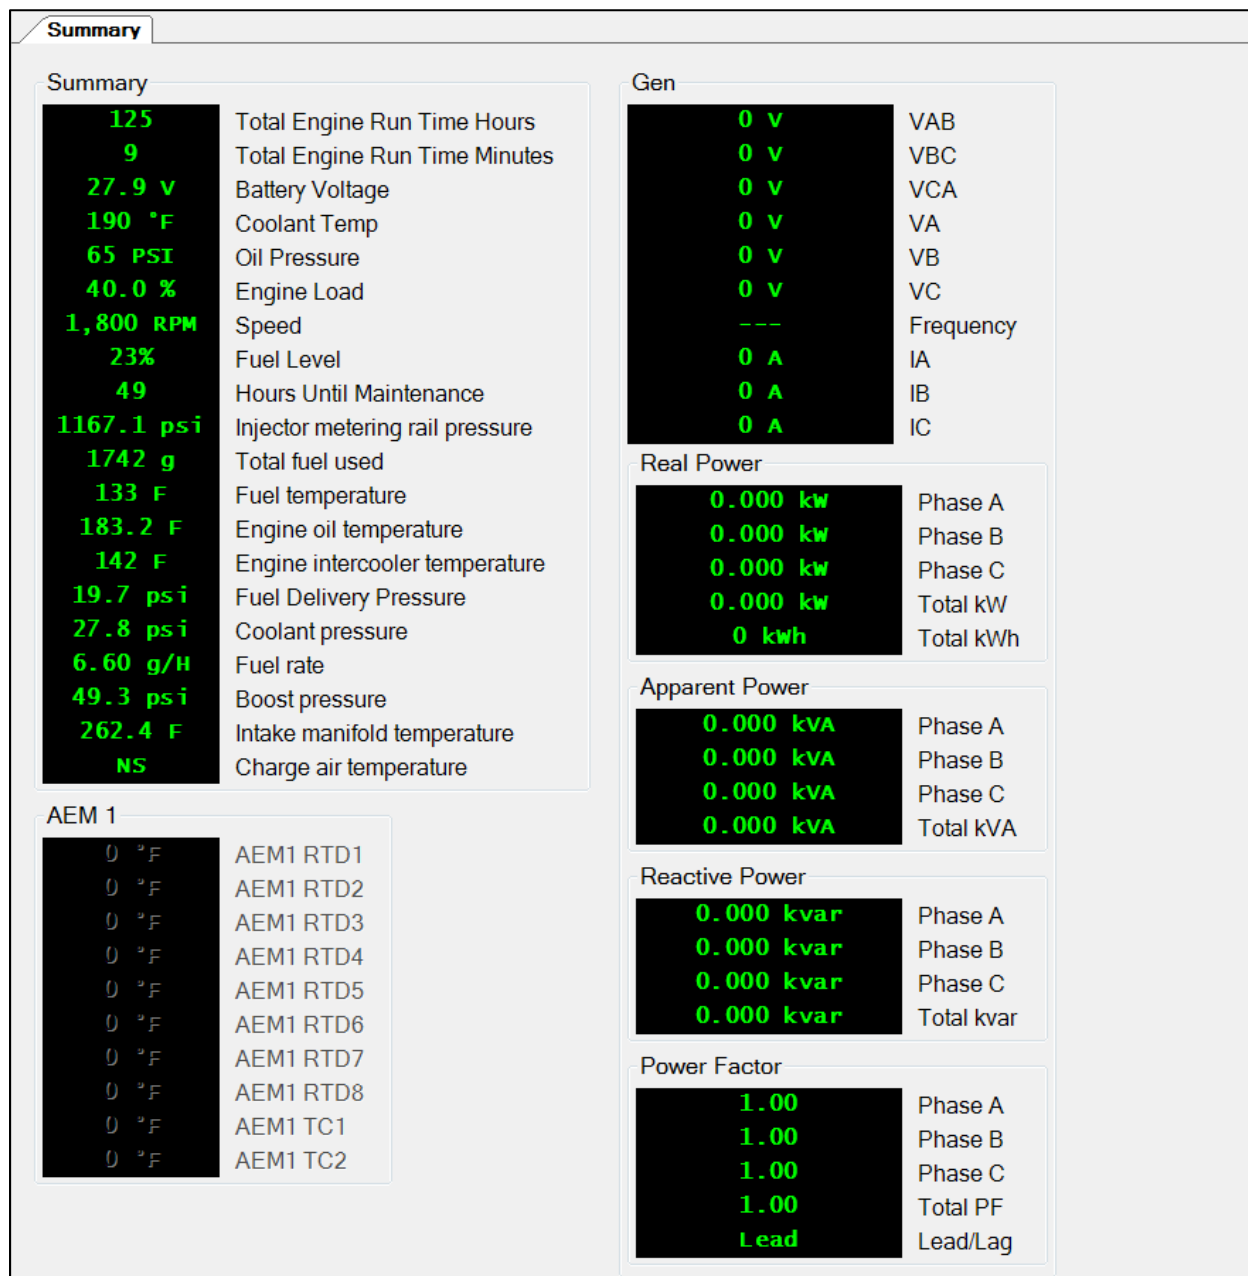 Summary
Summary
125 Total Engine Run Time Hours
9 Total Engine Run Time Minutes
27.9 V Battery Voltage
190 °F Coolant Temp
65 PSI Oil Pressure
40.0 % Engine Load
1,800 RPM Speed
23% Fuel Level
49 Hours Until Maintenance
1167.1 psi Injector metering rail pressure
1742 g Total fuel used
133 F Fuel temperature
183.2 F Engine oil temperature
142 F Engine intercooler temperature
19.7 psi Fuel Delivery Pressure
27.8 psi Coolant pressure
6.60 g/H Fuel rate
49.3 psi Boost pressure
262.4 F Intake manifold temperature
NS Charge air temperature
AEM 1
0 °F AEM1 RTD1
0 °F AEM1 RTD2
0 °F AEM1 RTD3
0 °F AEM1 RTD4
0 °F AEM1 RTD5
0 °F AEM1 RTD6
0 °F AEM1 RTD7
0 °F AEM1 RTD8
0 °F AEM1 TC1
0 °F AEM1 TC2
Gen
0 V VAB
0 V VBC
0 V VCA
0 V VA
0 V VB
0 V VC
--- Frequency
0 A IA
0 A IB
0 A IC
Real Power
0.000 kW Phase A
0.000 kW Phase B
0.000 kW Phase C
0.000 kW Total kW
0 kWh Total kWh
Apparent Power
0.000 kVA Phase A
0.000 kVA Phase B
0.000 kVA Phase C
0.000 kVA Total kVA
Reactive Power
0.000 kvar Phase A
0.000 kvar Phase B
0.000 kvar Phase C
0.000 kvar Total kvar
Power Factor
1.00 Phase A
1.00 Phase B
1.00 Phase C
1.00 Total PF
Lead Lead/Lag